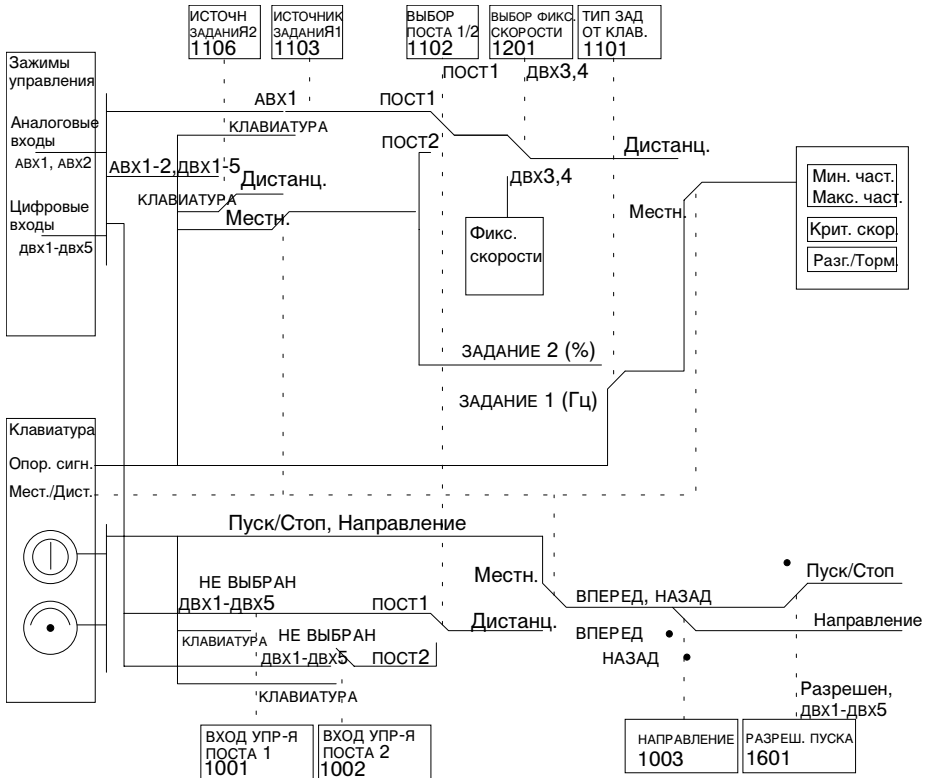 ИСТОЧН
ЗАДАНИЯ2
1106
ИСТОЧНИК
ЗАДАНИЯ1
1103
ВЫБОР
ПОСТА 1/2
1102
ВЫБОР ФИКС.
СКОРОСТИ
1201
ТИП ЗАД
ОТ КЛАВ.
1101
Зажимы
управления
ПОСТ1
ДВХ3,4
АВХ1
ПОСТ1
Аналоговые
входы
АВХ1, АВХ2
КЛАВИАТУРА
ПОСТ2
Дистанц.
АВХ1-2,ДВХ1-5
Дистанц.
ДВХ3,4
КЛАВИАТУРА
Местн.
Местн.
Мин. част.
Макс. част.
Крит. скор.
Разг./Торм.
Цифровые
входы
ДВХ1-ДВХ5
Фикс.
скорости
ЗАДАНИЕ 2 (%)
ЗАДАНИЕ 1 (Гц)
Клавиатура
Опор. сигн.
Мест./Дист.
Пуск/Стоп, Направление
Местн.
Пуск/Стоп
НЕ ВЫБРАН
ДВХ1-ДВХ5
ПОСТ1
ВПЕРЕД, НАЗАД
Дистанц.
Направление
КЛАВИАТУРА
НЕ ВЫБРАН
ВПЕРЕД
ДВХ1-ДВХ5
ПОСТ2
НАЗАД
КЛАВИАТУРА
Разрешен,
ДВХ1-ДВХ5
ВХОД УПР-Я
ПОСТА 1
1001
ВХОД УПР-Я
ПОСТА 2
1002
НАПРАВЛЕНИЕ
1003
РАЗРЕШ. ПУСКА
1601